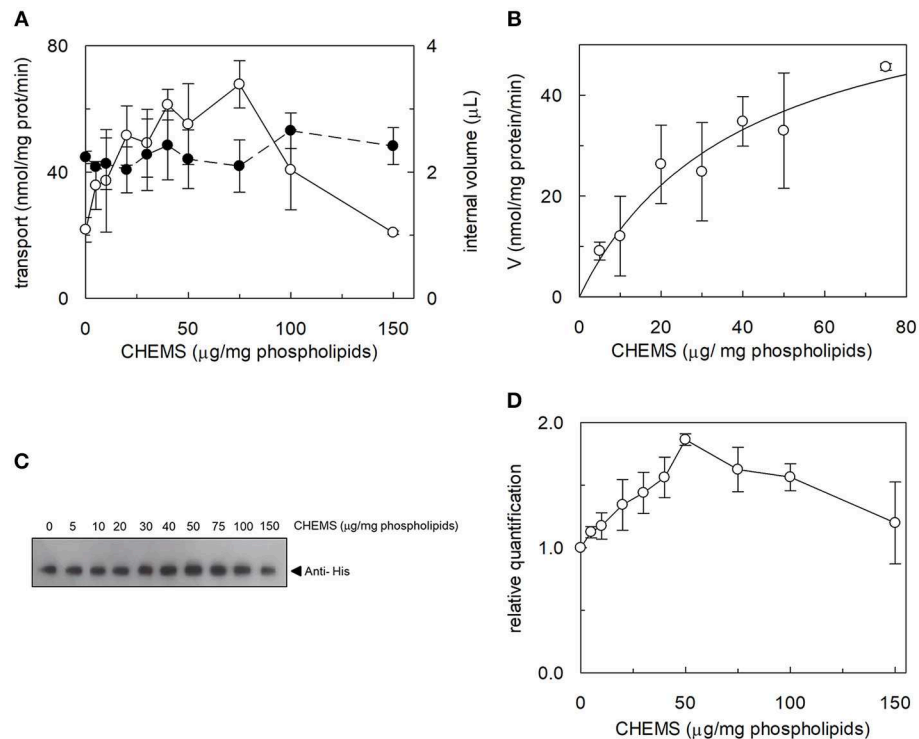 A
80
40
0
transport (nmol/mg prot/min)
4
2
0
internal volume (μL)
0 50 100 150
CHEMS (μg/mg phospholipids)
B
40
20
0
V (nmol/mg protein/min)
0 20 40 60 80
CHEMS (μg/ mg phospholipids)
C
0 5 10 20 30 40 50 75 100 150 CHEMS (μg/mg phospholipids)
Anti- His
D
2.0
1.0
0.0
relative quantification
0 50 100 150
CHEMS (μg/mg phospholipids)